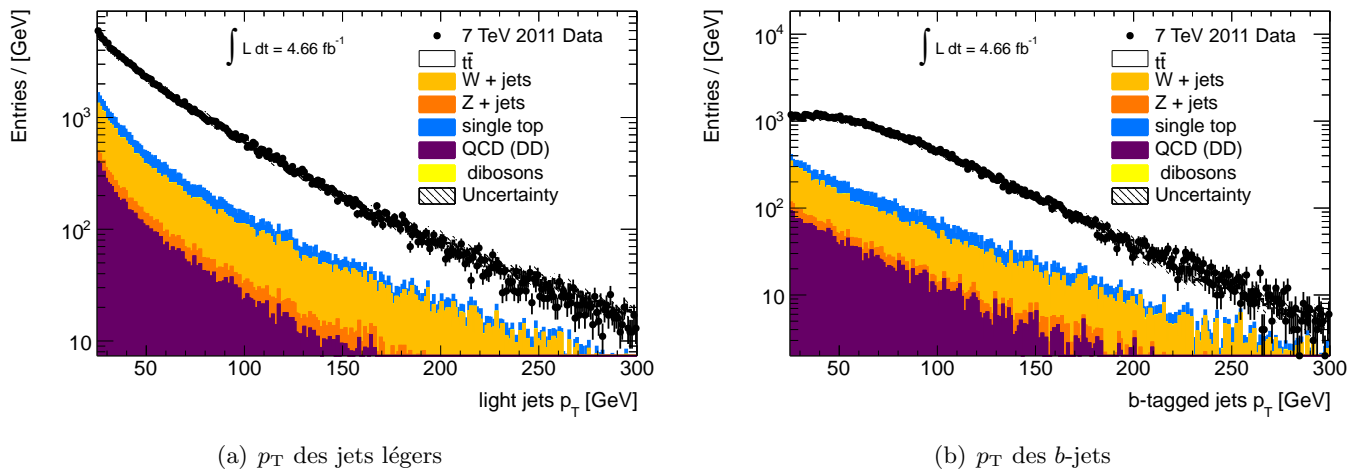 Entries / [GeV]
10³
10²
10
∫ L dt = 4.66 fb⁻¹
7 TeV 2011 Data
tt̄
W + jets
Z + jets
single top
QCD (DD)
dibosons
Uncertainty
50 100 150 200 250 300
light jets p_T [GeV]
(a) p_T des jets légers
Entries / [GeV]
10⁴
10³
10²
10
∫ L dt = 4.66 fb⁻¹
7 TeV 2011 Data
tt̄
W + jets
Z + jets
single top
QCD (DD)
dibosons
Uncertainty
50 100 150 200 250 300
b-tagged jets p_T [GeV]
(b) p_T des b-jets